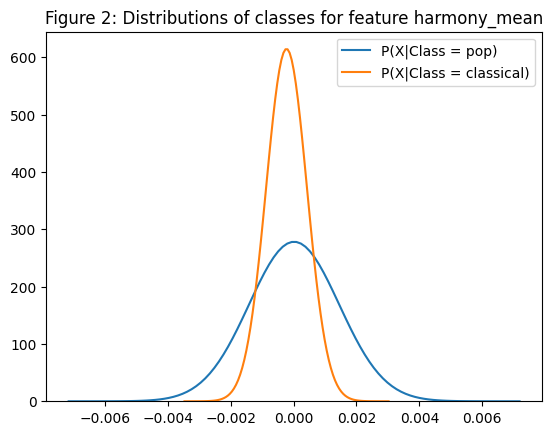 Figure 2: Distributions of classes for feature harmony_mean
P(X|Class = pop)
P(X|Class = classical)
600
500
400
300
200
100
0
−0.006 −0.004 −0.002 0.000 0.002 0.004 0.006